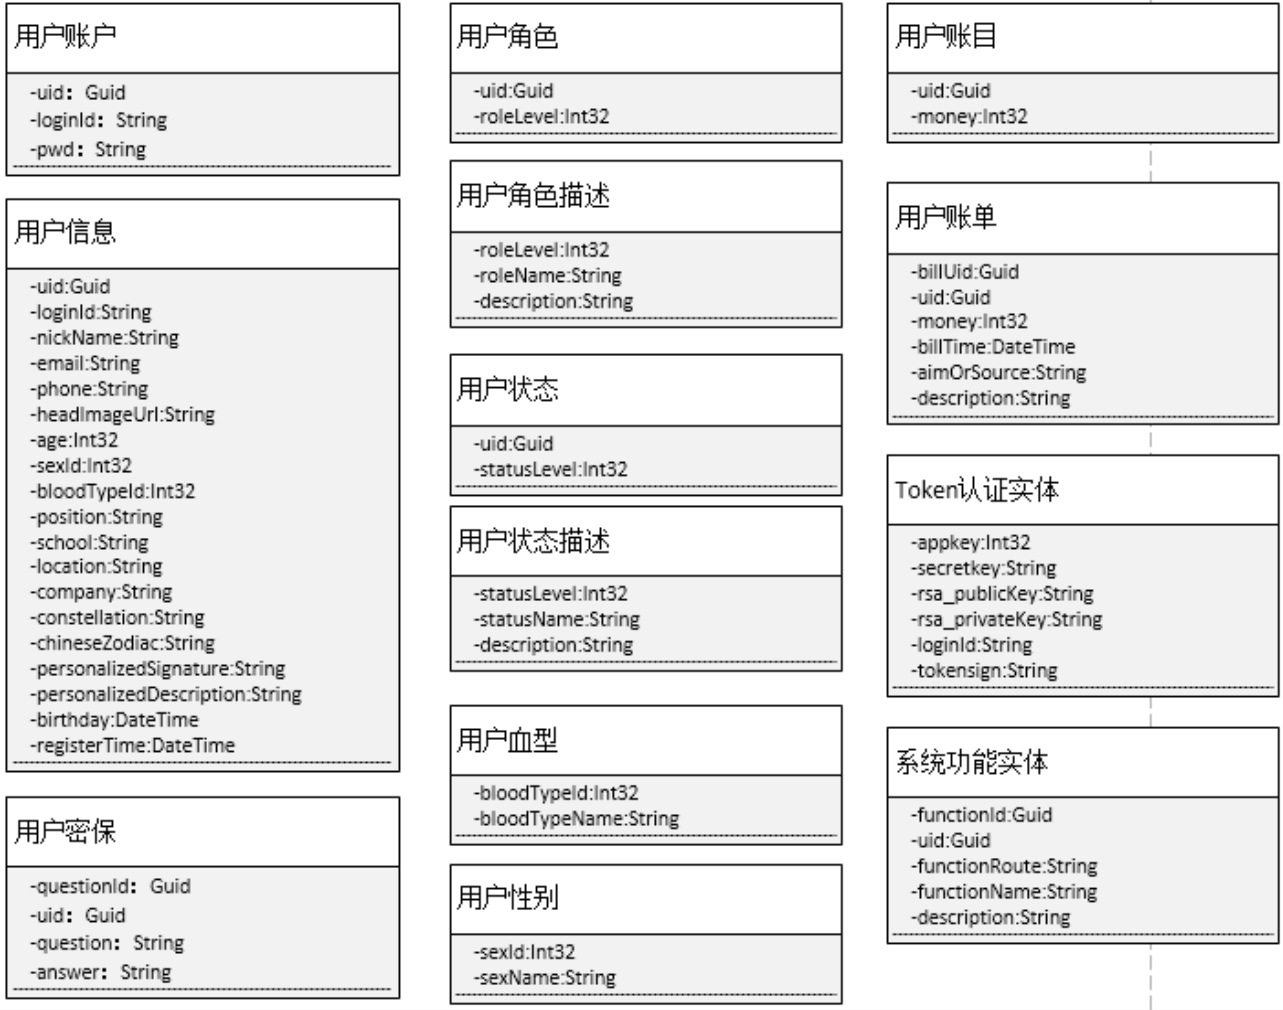 用户账户
-uid：Guid
-loginId：String
-pwd：String
用户信息
-uid:Guid
-loginId:String
-nickName:String
-email:String
-phone:String
-headImageUrl:String
-age:Int32
-sexId:Int32
-bloodTypeId:Int32
-position:String
-school:String
-location:String
-company:String
-constellation:String
-chineseZodiac:String
-personalizedSignature:String
-personalizedDescription:String
-birthday:DateTime
-registerTime:DateTime
用户密保
-questionId：Guid
-uid：Guid
-question：String
-answer：String
用户角色
-uid:Guid
-roleLevel:Int32
用户角色描述
-roleLevel:Int32
-roleName:String
-description:String
用户状态
-uid:Guid
-statusLevel:Int32
用户状态描述
-statusLevel:Int32
-statusName:String
-description:String
用户血型
-bloodTypeId:Int32
-bloodTypeName:String
用户性别
-sexId:Int32
-sexName:String
用户账目
-uid:Guid
-money:Int32
用户账单
-billUid:Guid
-uid:Guid
-money:Int32
-billTime:DateTime
-aimOrSource:String
-description:String
Token认证实体
-appkey:Int32
-secretkey:String
-rsa_publicKey:String
-rsa_privateKey:String
-loginId:String
-tokensign:String
系统功能实体
-functionId:Guid
-uid:Guid
-functionRoute:String
-functionName:String
-description:String